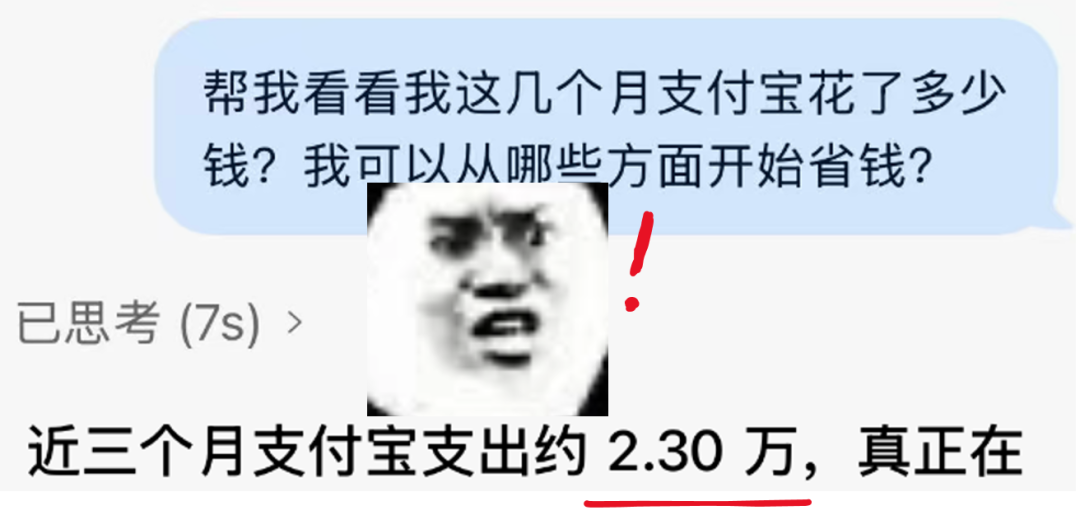 帮我看看我这几个月支付宝花了多少
钱？我可以从哪些方面开始省钱？
!
已思考 (7s) >
近三个月支付宝支出约 2.30 万，真正在